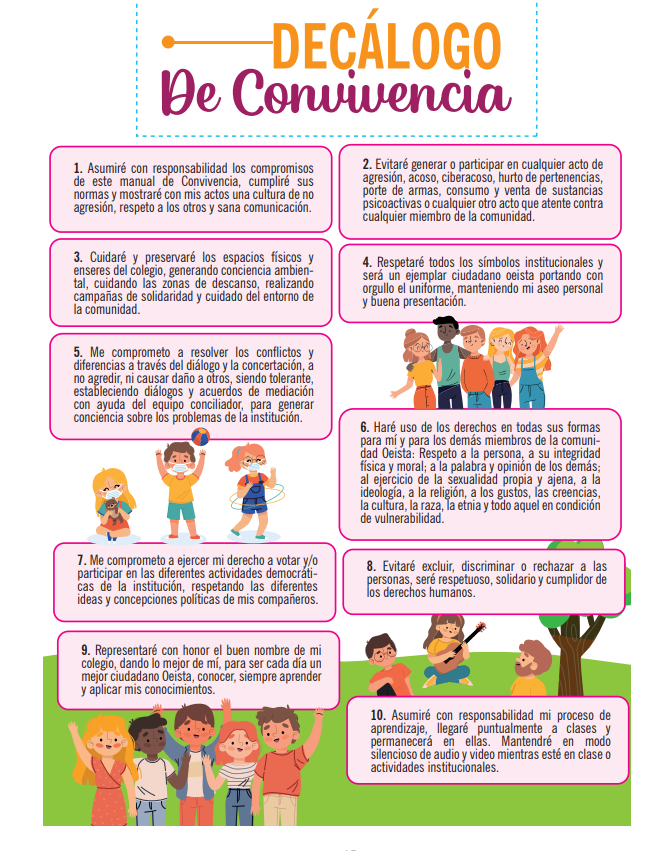 DECÁLOGO
De Convivencia
1. Asumiré con responsabilidad los compromisos
de este manual de Convivencia, cumpliré sus
normas y mostraré con mis actos una cultura de no
agresión, respeto a los otros y sana comunicación.
2. Evitaré generar o participar en cualquier acto de
agresión, acoso, ciberacoso, hurto de pertenencias,
porte de armas, consumo y venta de sustancias
psicoactivas o cualquier otro acto que atente contra
cualquier miembro de la comunidad.
3. Cuidaré y preservaré los espacios físicos y
enseres del colegio, generando conciencia ambien-
tal, cuidando las zonas de descanso, realizando
campañas de solidaridad y cuidado del entorno de
la comunidad.
4. Respetaré todos los símbolos institucionales y
será un ejemplar ciudadano oeista portando con
orgullo el uniforme, manteniendo mi aseo personal
y buena presentación.
5. Me comprometo a resolver los conflictos y
diferencias a través del diálogo y la concertación, a
no agredir, ni causar daño a otros, siendo tolerante,
estableciendo diálogos y acuerdos de mediación
con ayuda del equipo conciliador, para generar
conciencia sobre los problemas de la institución.
6. Haré uso de los derechos en todas sus formas
para mí y para los demás miembros de la comuni-
dad Oeista: Respeto a la persona, a su integridad
física y moral; a la palabra y opinión de los demás;
al ejercicio de la sexualidad propia y ajena, a la
ideología, a la religión, a los gustos, las creencias,
la cultura, la raza, la etnia y todo aquel en condición
de vulnerabilidad.
7. Me comprometo a ejercer mi derecho a votar y/o
participar en las diferentes actividades democráti-
cas de la institución, respetando las diferentes
ideas y concepciones políticas de mis compañeros.
8. Evitaré excluir, discriminar o rechazar a las
personas, seré respetuoso, solidario y cumplidor de
los derechos humanos.
9. Representaré con honor el buen nombre de mi
colegio, dando lo mejor de mí, para ser cada día un
mejor ciudadano Oeista, conocer, siempre aprender
y aplicar mis conocimientos.
10. Asumiré con responsabilidad mi proceso de
aprendizaje, llegaré puntualmente a clases y
permaneceré en ellas. Mantendré en modo
silencioso de audio y video mientras esté en clase o
actividades institucionales.